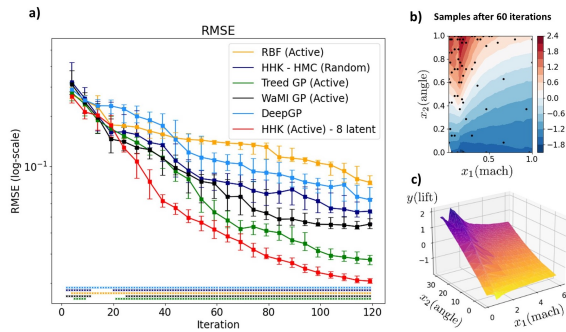 a)
RMSE
RBF (Active)
HHK - HMC (Random)
Treed GP (Active)
WaMI GP (Active)
DeepGP
HHK (Active) - 8 latent
RMSE (log-scale)
10⁻¹
0 20 40 60 80 100 120
Iteration
b)
Samples after 60 iterations
1.0
0.8
0.6
0.4
0.2
0.0
x₂(angle)
0.5 1.0
x₁(mach)
2.4
1.8
1.2
0.6
0.0
−0.6
−1.2
−1.8
c)
y(lift)
2
1
0
−1
30
20
10
0
x₂(angle)
0 2 4 6
x₁(mach)